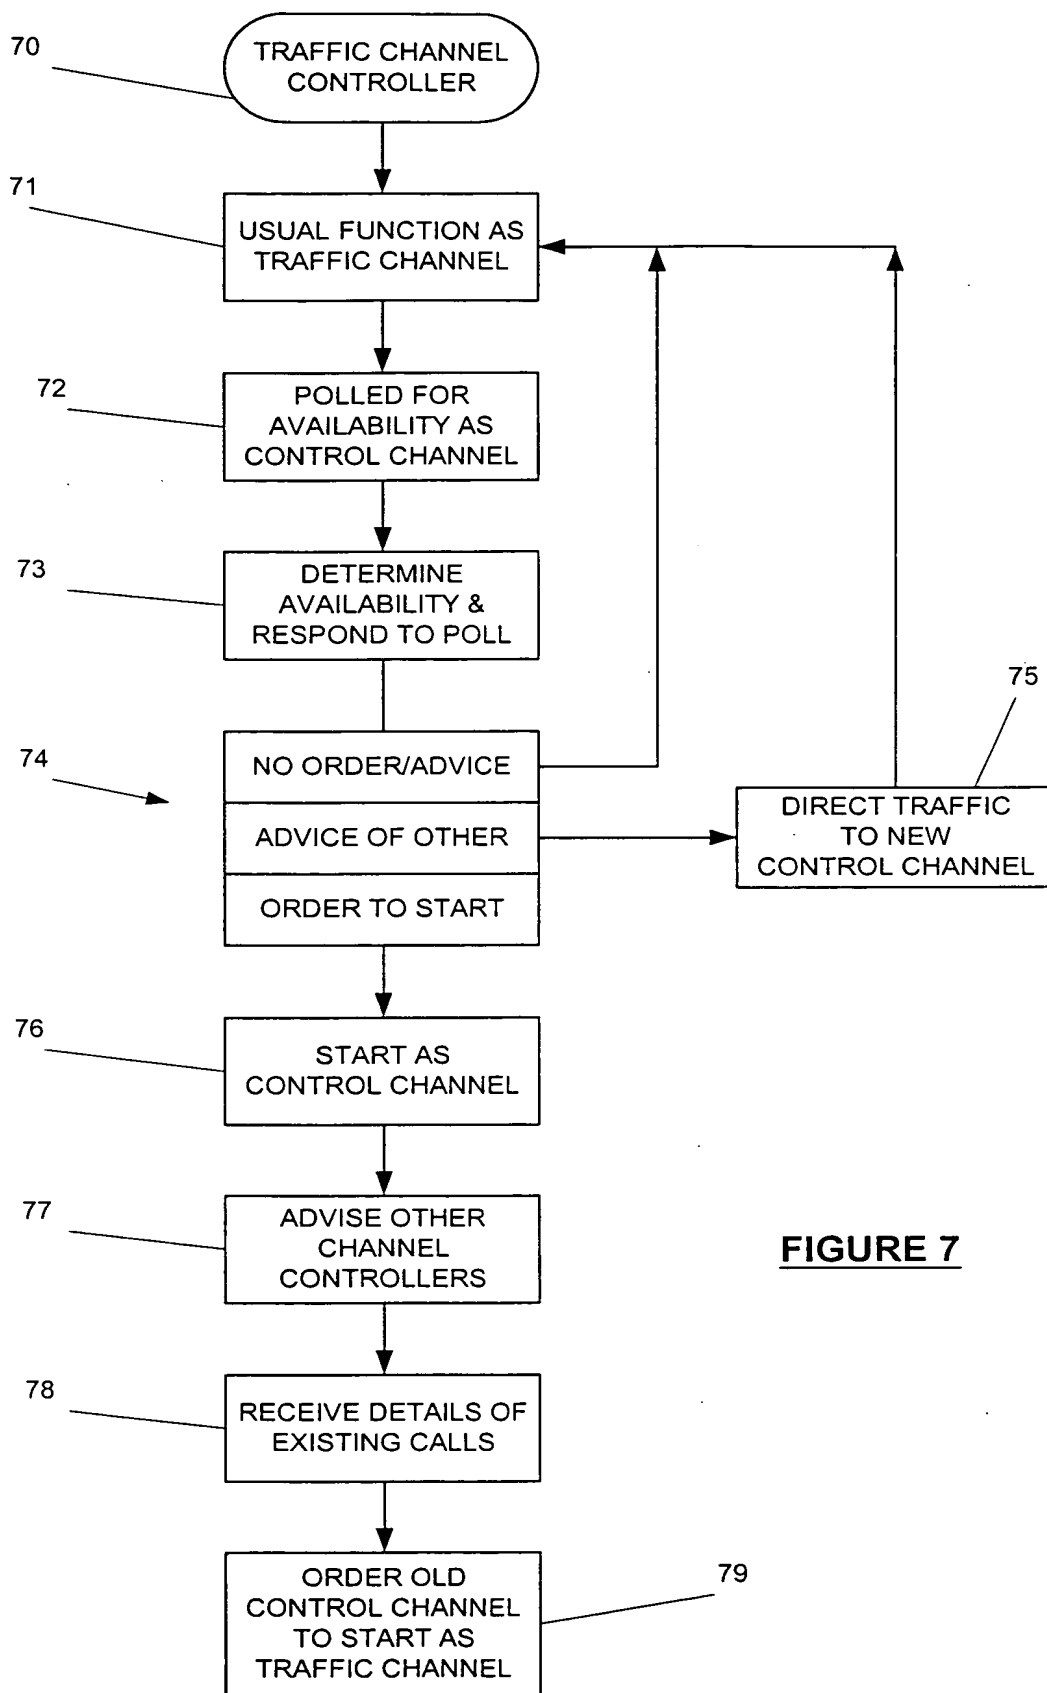 70
TRAFFIC CHANNEL
CONTROLLER
71
USUAL FUNCTION AS
TRAFFIC CHANNEL
72
POLLED FOR
AVAILABILITY AS
CONTROL CHANNEL
73
DETERMINE
AVAILABILITY &
RESPOND TO POLL
74
NO ORDER/ADVICE
ADVICE OF OTHER
ORDER TO START
75
DIRECT TRAFFIC
TO NEW
CONTROL CHANNEL
76
START AS
CONTROL CHANNEL
77
ADVISE OTHER
CHANNEL
CONTROLLERS
FIGURE 7
78
RECEIVE DETAILS OF
EXISTING CALLS
79
ORDER OLD
CONTROL CHANNEL
TO START AS
TRAFFIC CHANNEL